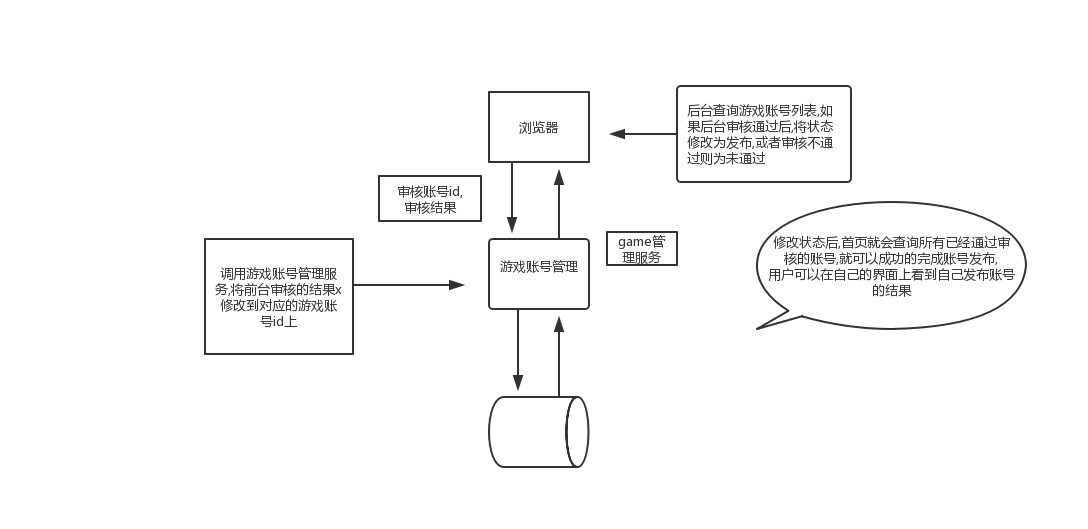 浏览器
后台查询游戏账号列表,如
果后台审核通过后,将状态
修改为发布,或者审核不通
过则为未通过
审核账号id,
审核结果
game管
理服务
游戏账号管理
修改状态后,首页就会查询所有已经通过审
核的账号,就可以成功的完成账号发布,
用户可以在自己的界面上看到自己发布账号
的结果
调用游戏账号管理服
务,将前台审核的结果x
修改到对应的游戏账
号id上